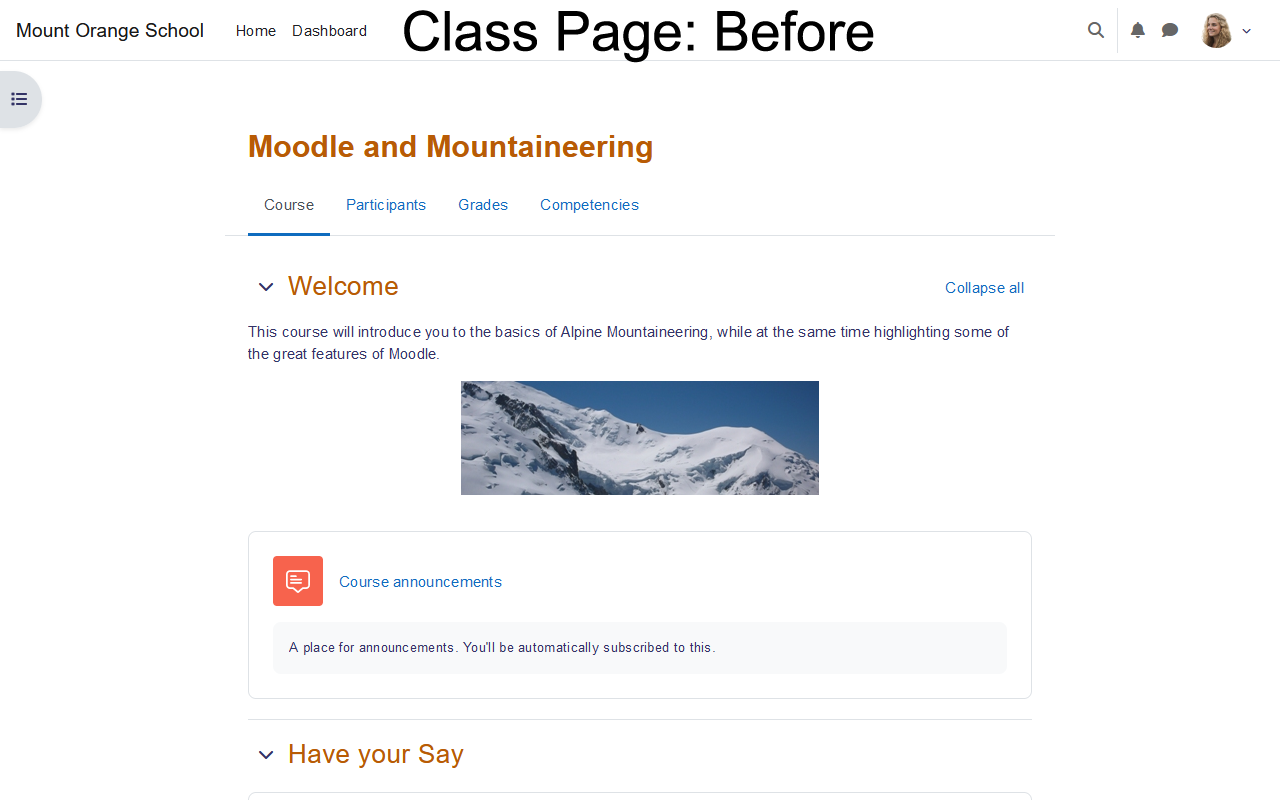 Mount Orange School Home Dashboard Class Page: Before
Moodle and Mountaineering
Course Participants Grades Competencies
Welcome Collapse all
This course will introduce you to the basics of Alpine Mountaineering, while at the same time highlighting some of
the great features of Moodle.
Course announcements
A place for announcements. You'll be automatically subscribed to this.
Have your Say